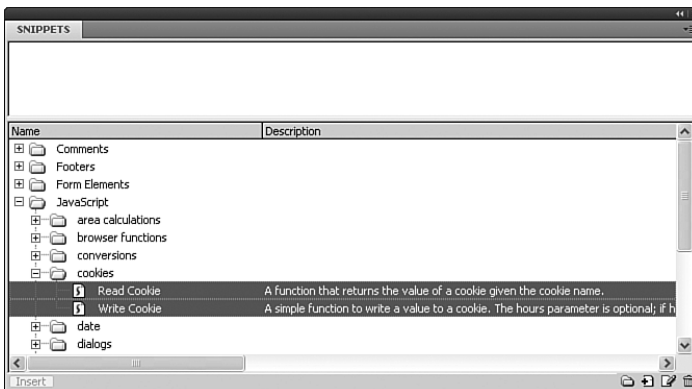 SNIPPETS
Name Description
Comments
Footers
Form Elements
JavaScript
area calculations
browser functions
conversions
cookies
Read Cookie A function that returns the value of a cookie given the cookie name.
Write Cookie A simple function to write a value to a cookie. The hours parameter is optional; if h
date
dialogs
Insert